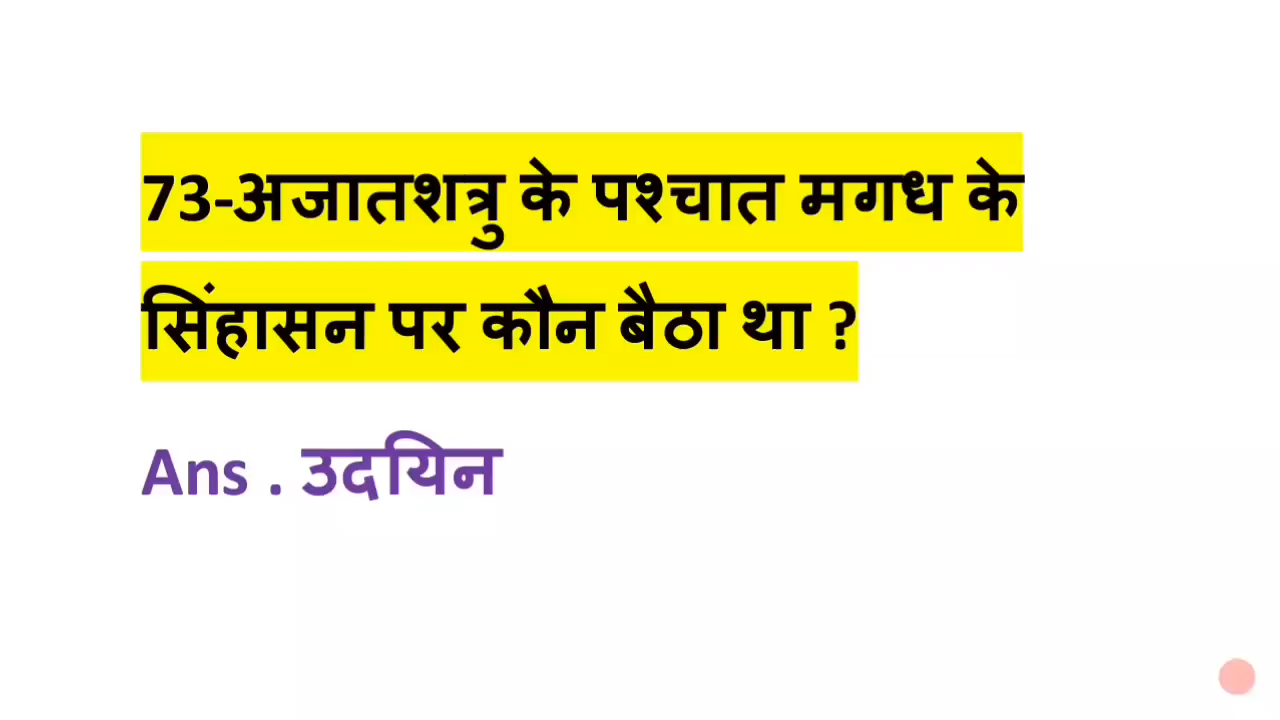 73-अजातशत्रु के पश्चात मगध के
सिंहासन पर कौन बैठा था ?
Ans . उदयिन